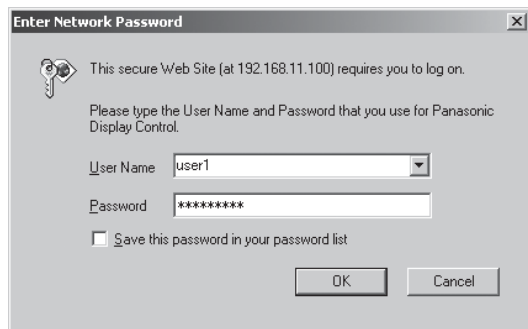 Enter Network Password
This secure Web Site (at 192.168.11.100) requires you to log on.
Please type the User Name and Password that you use for Panasonic
Display Control.
User Name user1
Password *********
Save this password in your password list
OK Cancel